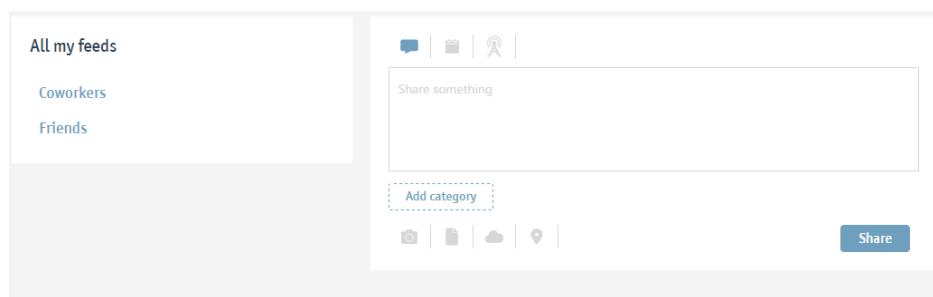 All my feeds
Coworkers
Friends
Share something
Add category
Share